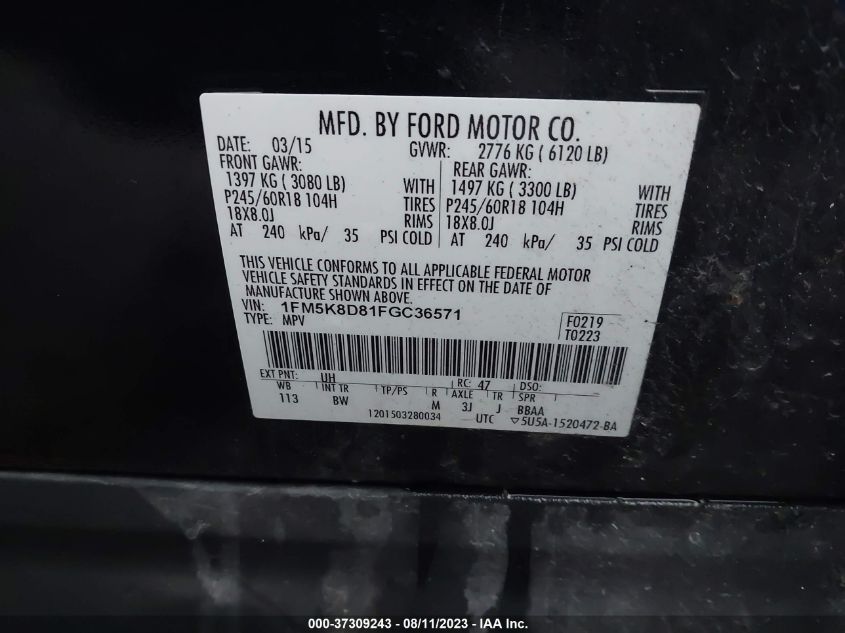 MFD. BY FORD MOTOR CO.
DATE: 03/15 GVWR: 2776 KG ( 6120 LB)
FRONT GAWR: REAR GAWR:
1397 KG ( 3080 LB) WITH 1497 KG ( 3300 LB) WITH
P245/60R18 104H TIRES P245/60R18 104H TIRES
18X8.0J RIMS 18X8.0J RIMS
AT 240 kPa/ 35 PSI COLD AT 240 kPa/ 35 PSI COLD
THIS VEHICLE CONFORMS TO ALL APPLICABLE FEDERAL MOTOR
VEHICLE SAFETY STANDARDS IN EFFECT ON THE DATE OF
MANUFACTURE SHOWN ABOVE.
VIN: 1FM5K8D81FGC36571 F0219
TYPE: MPV T0223
EXT PNT: UH RC: 47 DSO:
WB INT TR TP/PS R AXLE TR SPR
113 BW M 3J J BBAA
1201503280034 UTC ▽5U5A-1520472-BA
000-37309243 - 08/11/2023 - IAA Inc.